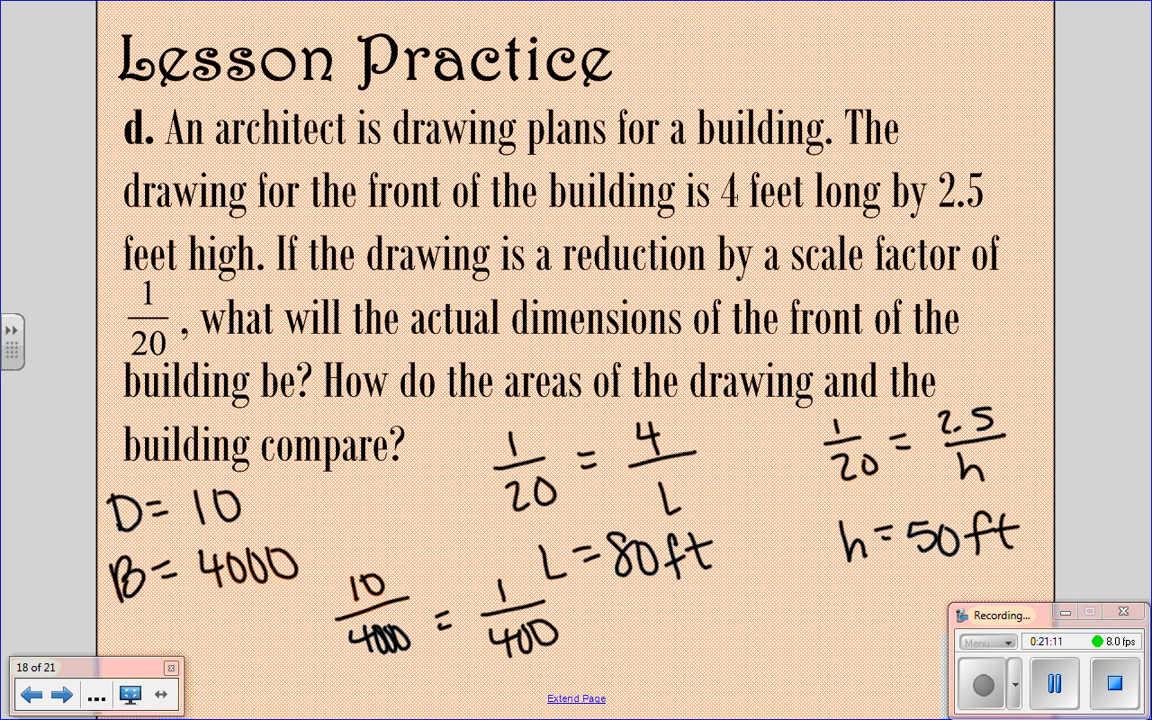 Lesson Practice
d. An architect is drawing plans for a building. The
drawing for the front of the building is 4 feet long by 2.5
feet high. If the drawing is a reduction by a scale factor of
1/20 , what will the actual dimensions of the front of the
building be? How do the areas of the drawing and the
building compare?
1/20 = 4/L
1/20 = 2.5/h
D = 10
L = 80ft
h = 50ft
B = 4000
10/4000 = 1/400
18 of 21
...
Extend Page
Recording...
Menu
0:21:11
8.0 fps